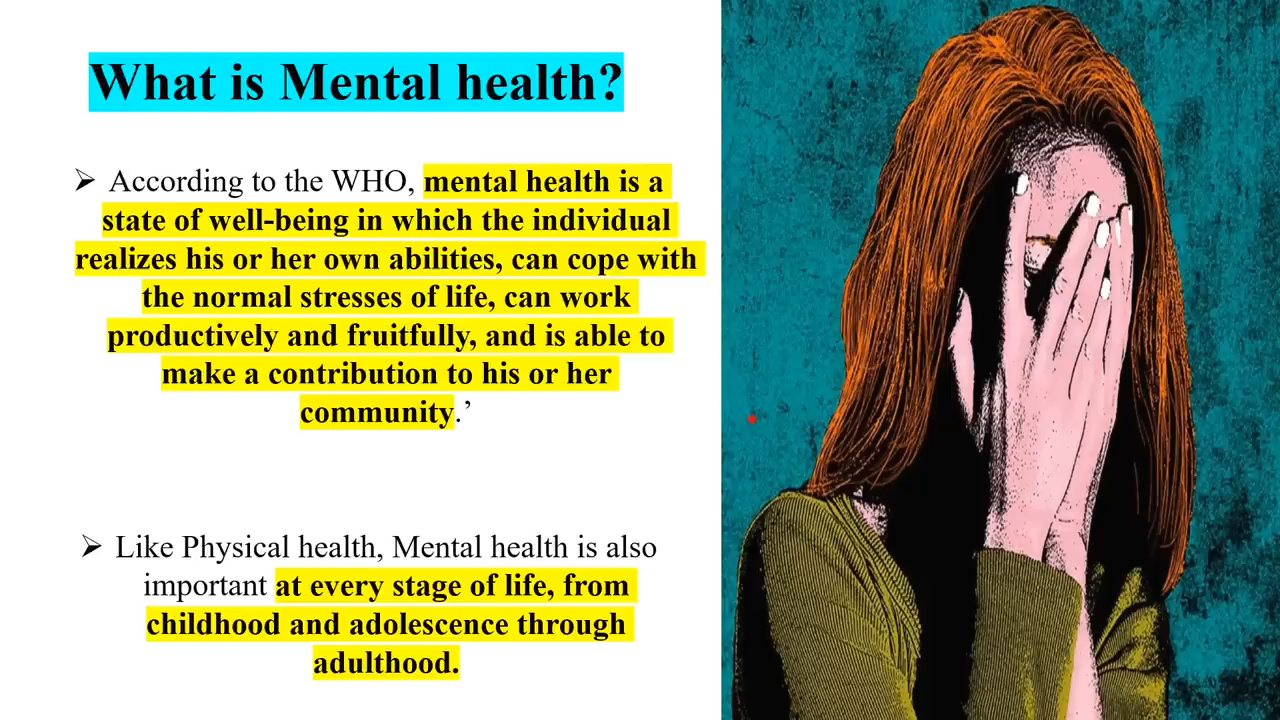 What is Mental health?
➢ According to the WHO, mental health is a
state of well-being in which the individual
realizes his or her own abilities, can cope with
the normal stresses of life, can work
productively and fruitfully, and is able to
make a contribution to his or her
community.’
➢ Like Physical health, Mental health is also
important at every stage of life, from
childhood and adolescence through
adulthood.